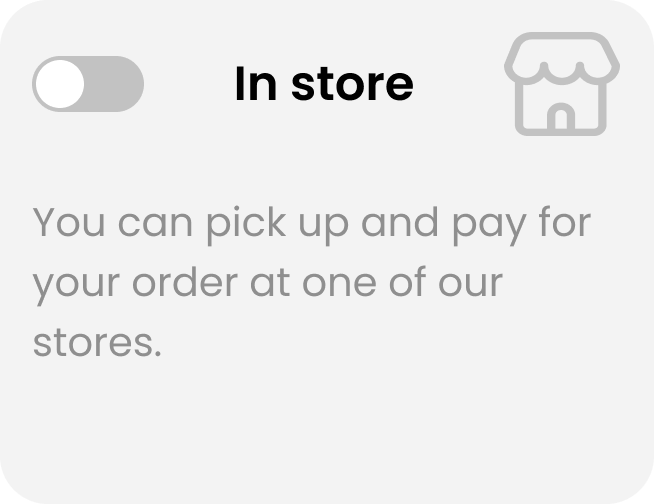 In store
You can pick up and pay for
your order at one of our
stores.